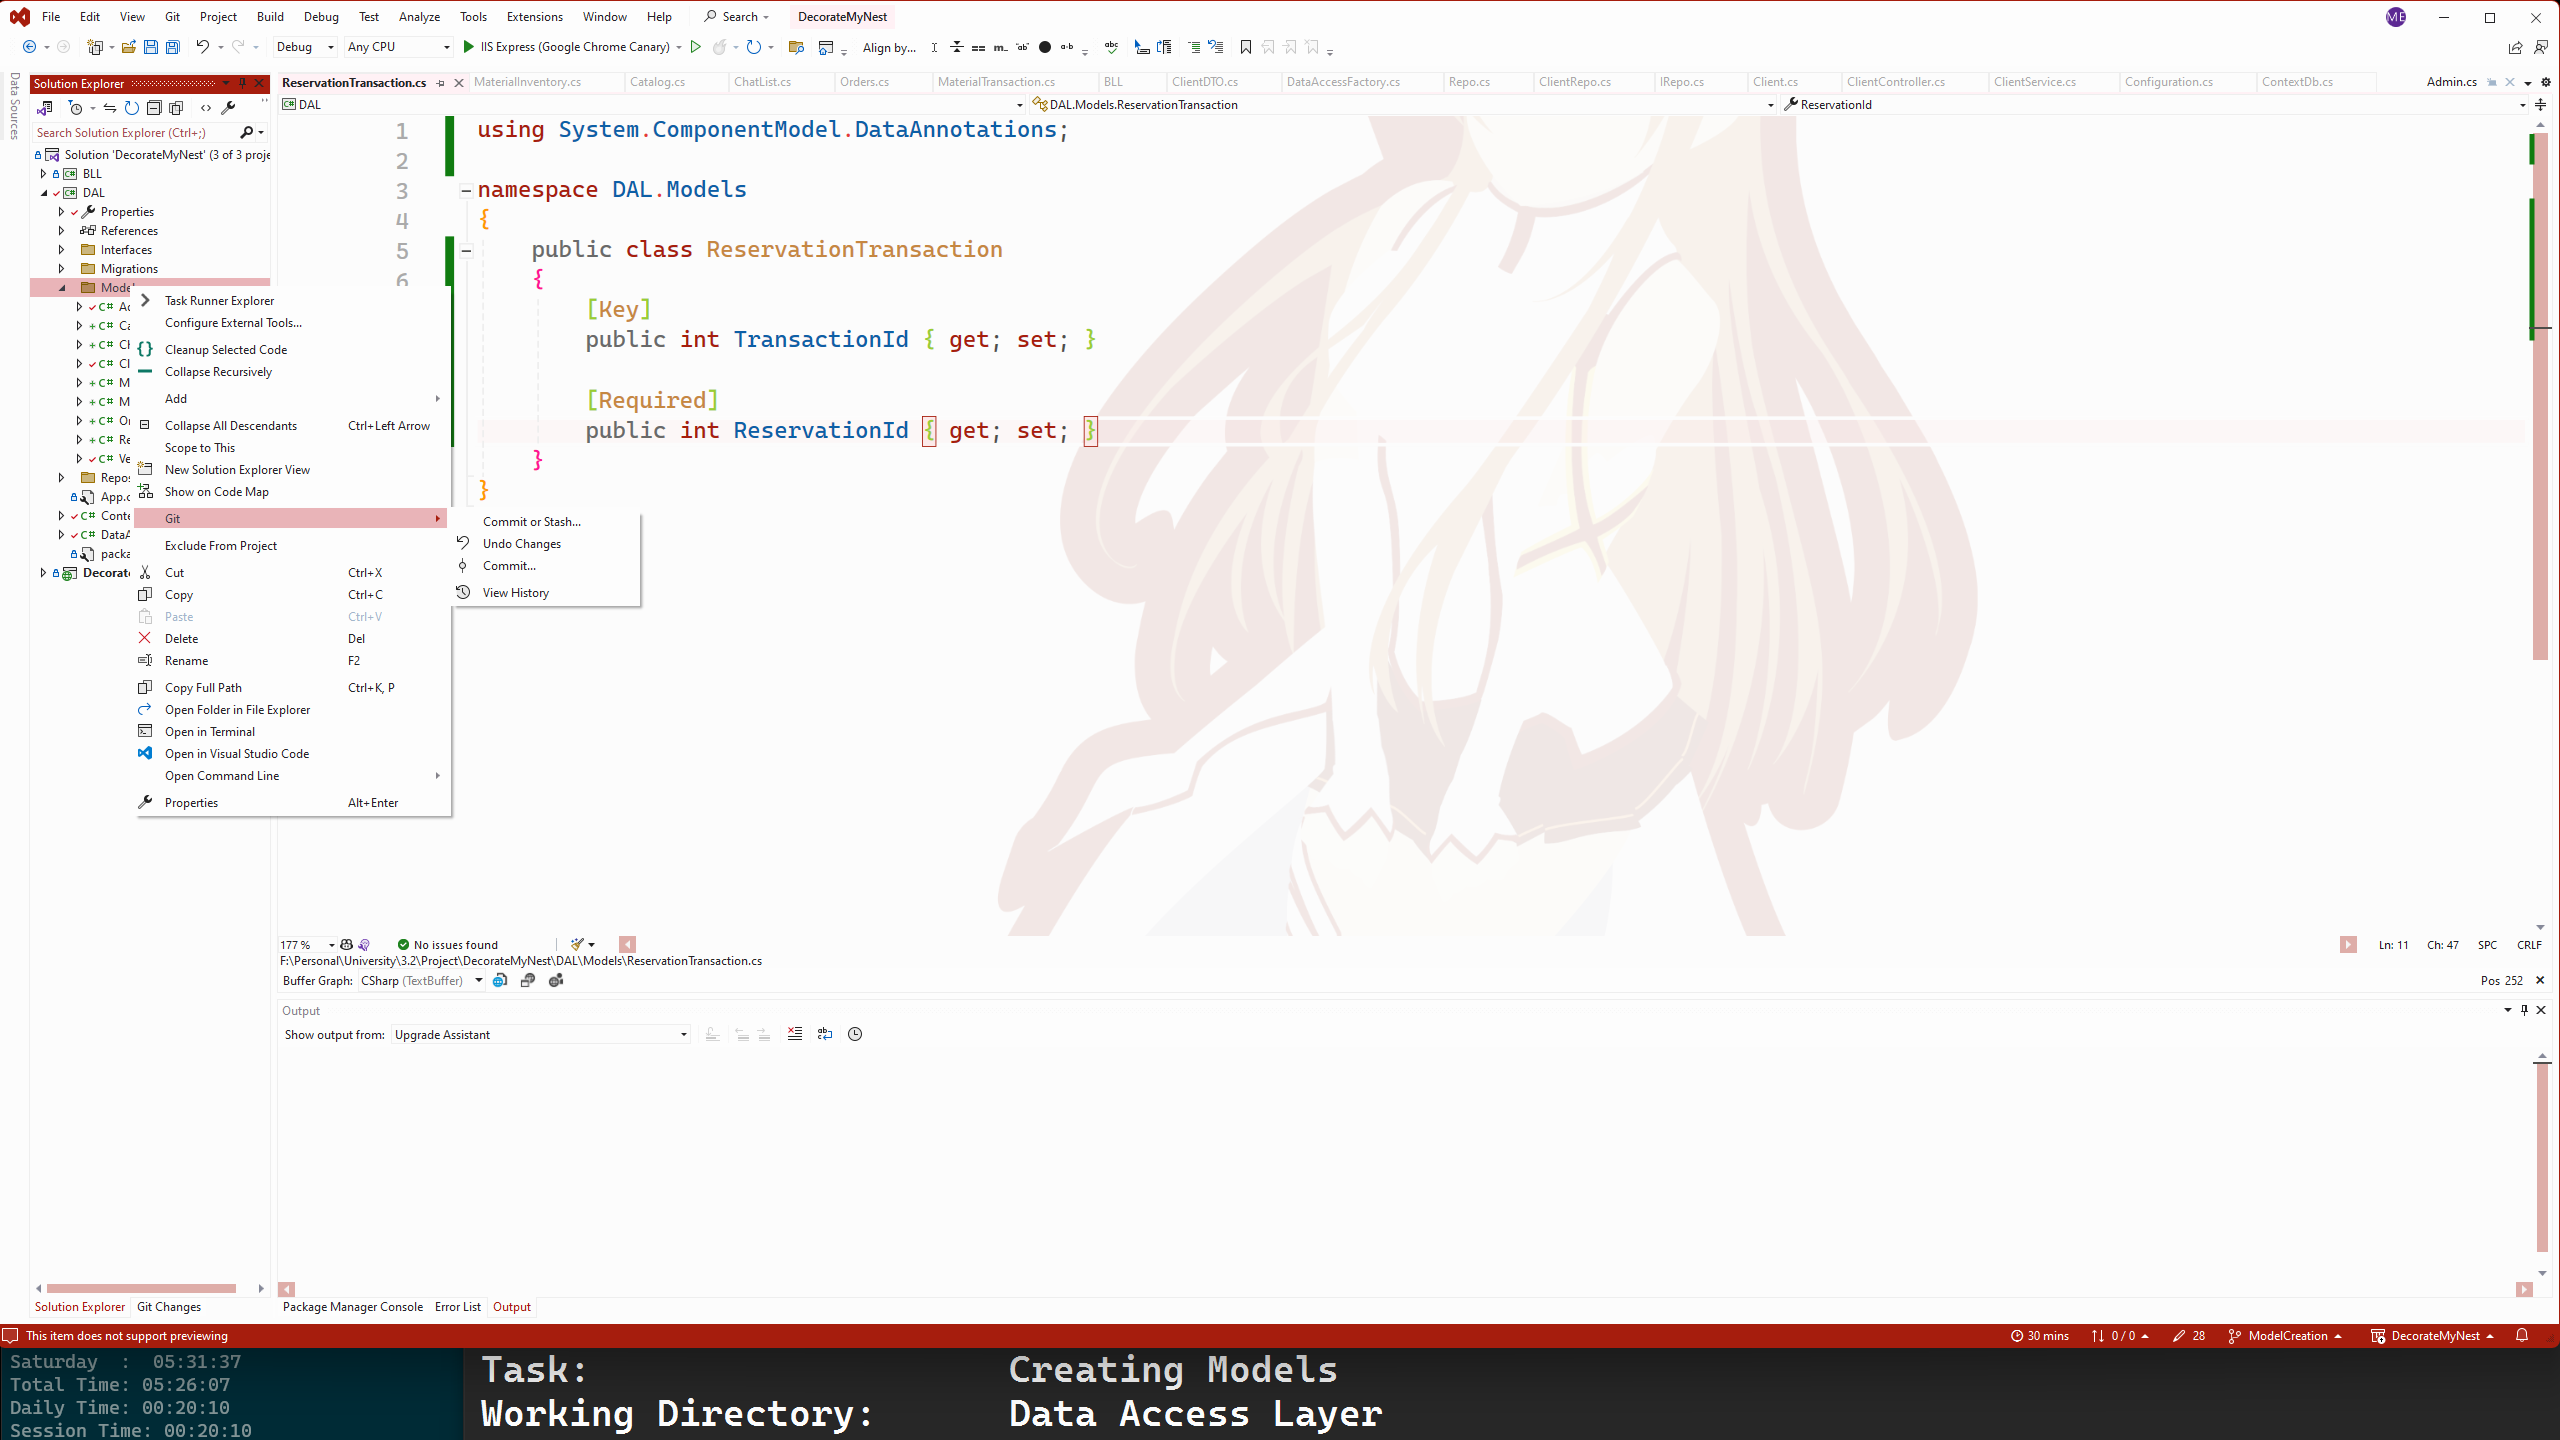 File Edit View Git Project Build Debug Test Analyze Tools Extensions Window Help Search DecorateMyNest ME
Debug Any CPU IIS Express (Google Chrome Canary) Align by...
Data Sources
Solution Explorer
Search Solution Explorer (Ctrl+;)
Solution 'DecorateMyNest' (3 of 3 proje
BLL
DAL
Properties
References
Interfaces
Migrations
Model
Repos
App.c
Conte
DataA
packa
Decorate
Task Runner Explorer
Configure External Tools...
Cleanup Selected Code
Collapse Recursively
Add
Collapse All Descendants Ctrl+Left Arrow
Scope to This
New Solution Explorer View
Show on Code Map
Git
Exclude From Project
Cut Ctrl+X
Copy Ctrl+C
Paste Ctrl+V
Delete Del
Rename F2
Copy Full Path Ctrl+K, P
Open Folder in File Explorer
Open in Terminal
Open in Visual Studio Code
Open Command Line
Properties Alt+Enter
Commit or Stash...
Undo Changes
Commit...
View History
ReservationTransaction.cs MaterialInventory.cs Catalog.cs ChatList.cs Orders.cs MaterialTransaction.cs BLL ClientDTO.cs DataAccessFactory.cs Repo.cs ClientRepo.cs IRepo.cs Client.cs ClientController.cs ClientService.cs Configuration.cs ContextDb.cs Admin.cs
DAL DAL.Models.ReservationTransaction ReservationId
1 using System.ComponentModel.DataAnnotations;
2
3 namespace DAL.Models
4 {
5 public class ReservationTransaction
6 {
[Key]
public int TransactionId { get; set; }
[Required]
public int ReservationId { get; set; }
}
}
177 % No issues found Ln: 11 Ch: 47 SPC CRLF
F:\Personal\University\3.2\Project\DecorateMyNest\DAL\Models\ReservationTransaction.cs
Buffer Graph: CSharp (TextBuffer) Pos 252
Output
Show output from: Upgrade Assistant
Solution Explorer Git Changes
Package Manager Console Error List Output
This item does not support previewing 30 mins 0 / 0 28 ModelCreation DecorateMyNest
Saturday : 05:31:37
Total Time: 05:26:07
Daily Time: 00:20:10
Session Time: 00:20:10
Task: Creating Models
Working Directory: Data Access Layer